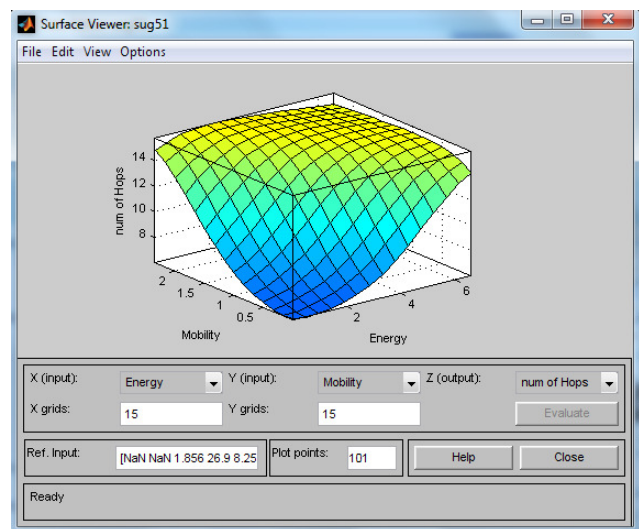 Surface Viewer: sug51
File Edit View Options
14
12
10
8
num of Hops
2
1.5
1
0.5
Mobility
2
4
6
Energy
X (input): Energy Y (input): Mobility Z (output): num of Hops
X grids: 15 Y grids: 15 Evaluate
Ref. Input: [NaN NaN 1.856 26.9 8.25 Plot points: 101 Help Close
Ready